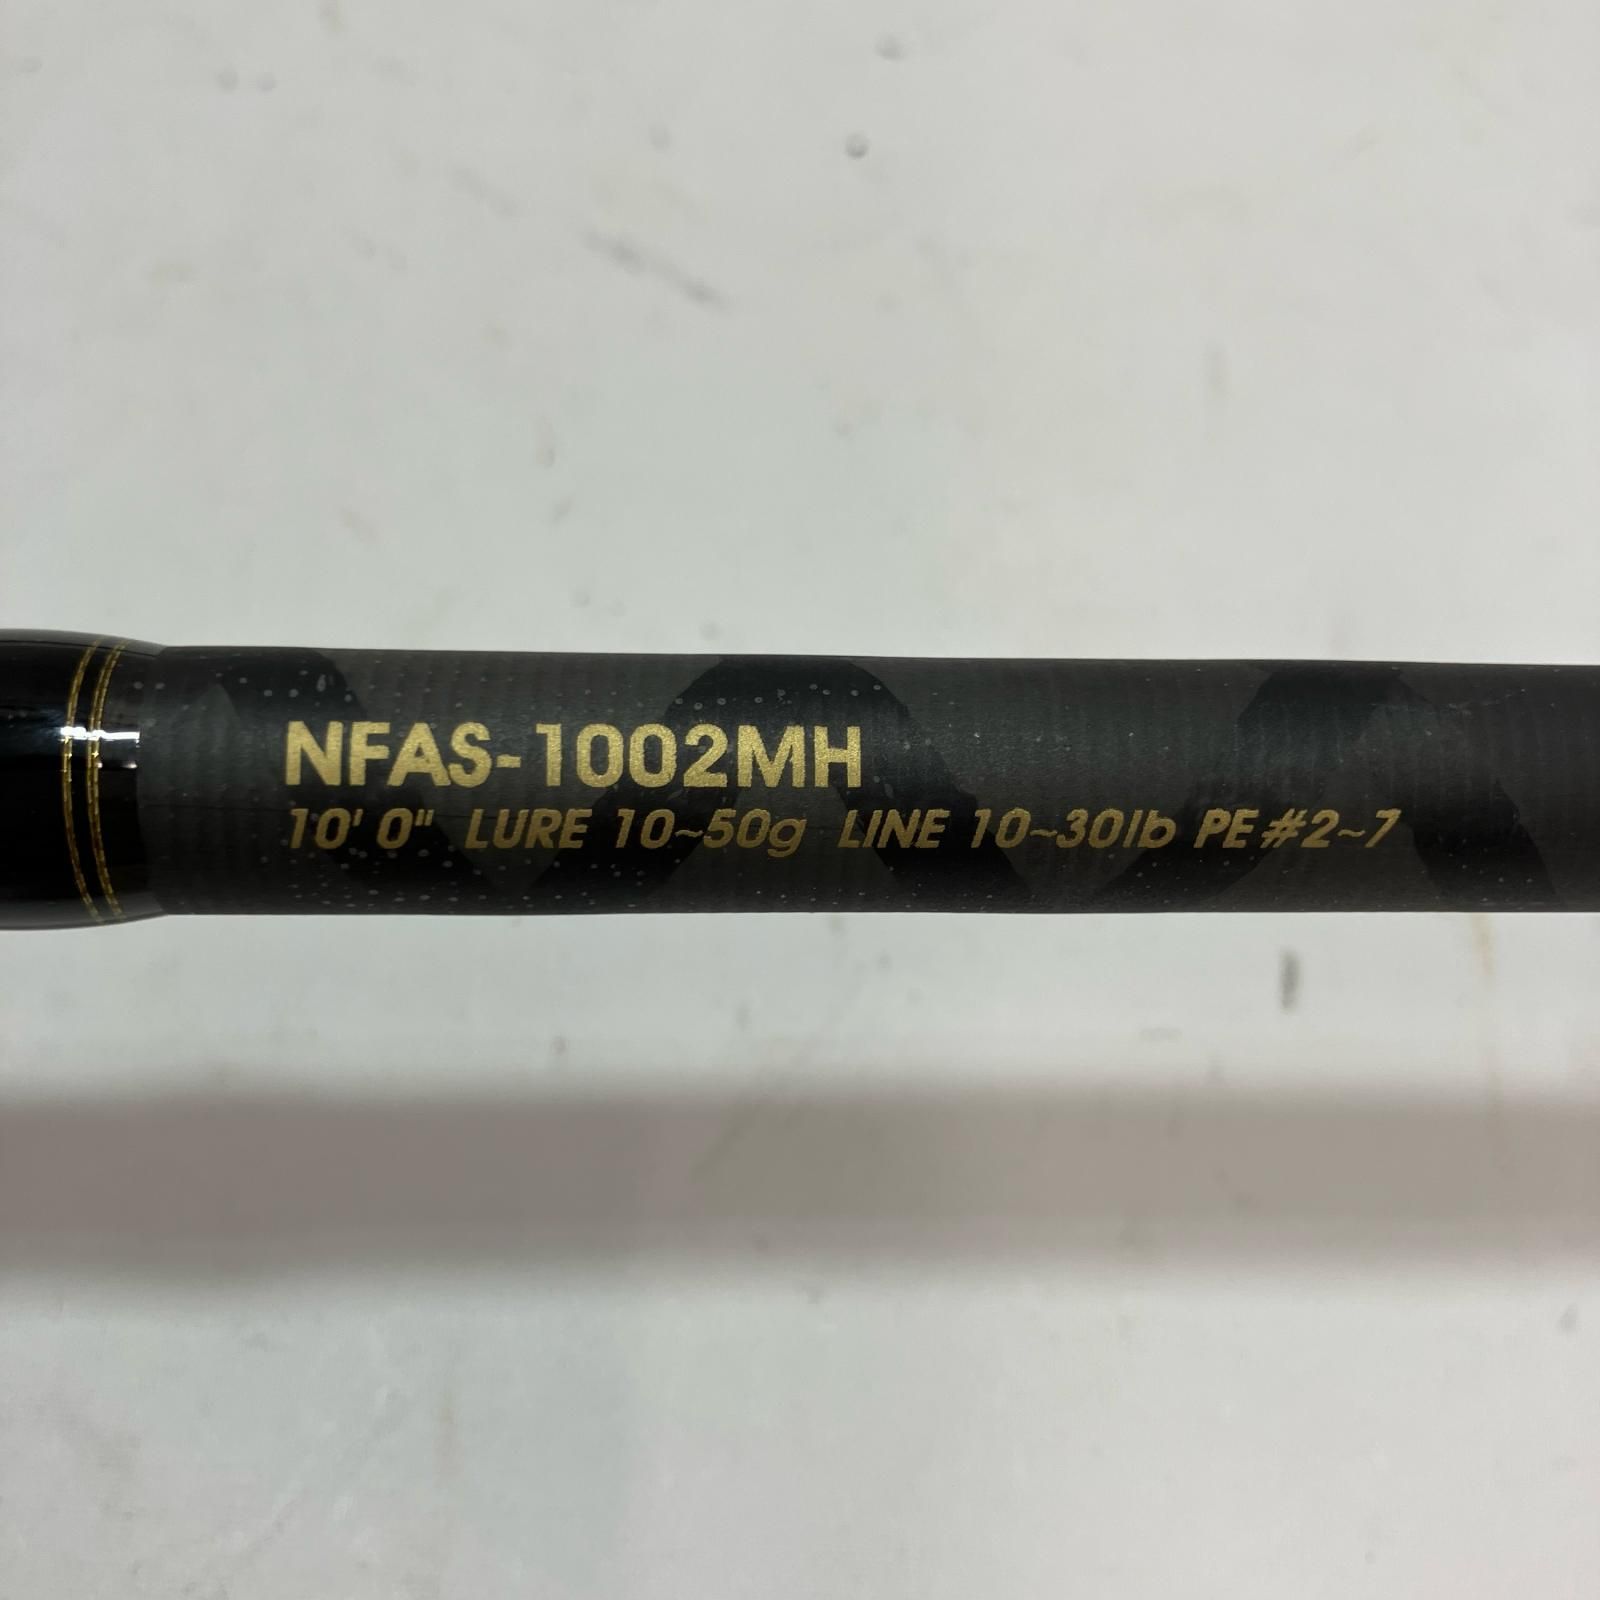 NFAS-1002MH
10' 0" LURE 10~50g LINE 10~30lb PE#2~7